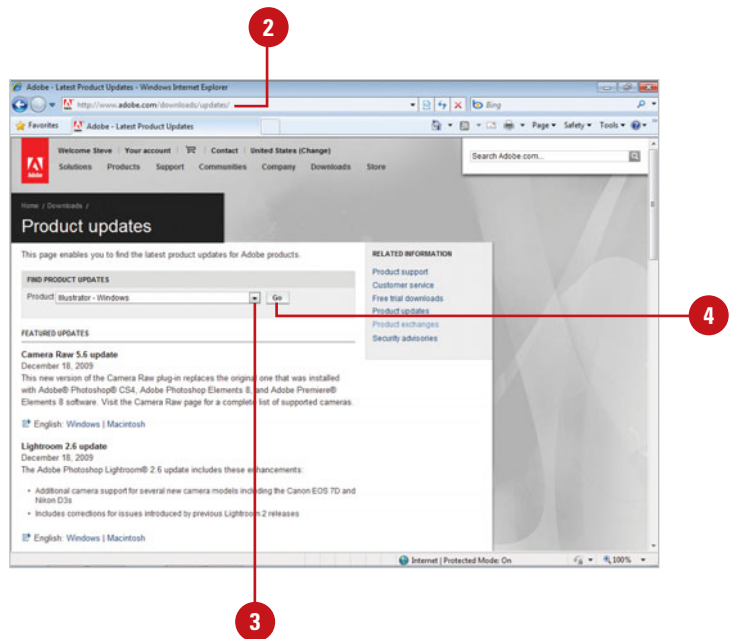 2
Adobe - Latest Product Updates - Windows Internet Explorer
http://www.adobe.com/downloads/updates/
Bing
Favorites
Adobe - Latest Product Updates
Page
Safety
Tools
Welcome Steve | Your account | Contact | United States (Change)
Search Adobe.com...
Adobe
Solutions Products Support Communities Company Downloads Store
Home / Downloads /
Product updates
This page enables you to find the latest product updates for Adobe products.
FIND PRODUCT UPDATES
Product Illustrator - Windows
Go
RELATED INFORMATION
Product support
Customer service
Free trial downloads
Product updates
Product exchanges
Security advisories
4
FEATURED UPDATES
Camera Raw 5.6 update
December 18, 2009
This new version of the Camera Raw plug-in replaces the original one that was installed
with Adobe® Photoshop® CS4, Adobe Photoshop Elements 8, and Adobe Premiere®
Elements 8 software. Visit the Camera Raw page for a complete list of supported cameras.
English: Windows | Macintosh
Lightroom 2.6 update
December 18, 2009
The Adobe Photoshop Lightroom® 2.6 update includes these enhancements:
• Additional camera support for several new camera models including the Canon EOS 7D and
Nikon D3s
• Includes corrections for issues introduced by previous Lightroom 2 releases
English: Windows | Macintosh
Internet | Protected Mode: On
100%
3